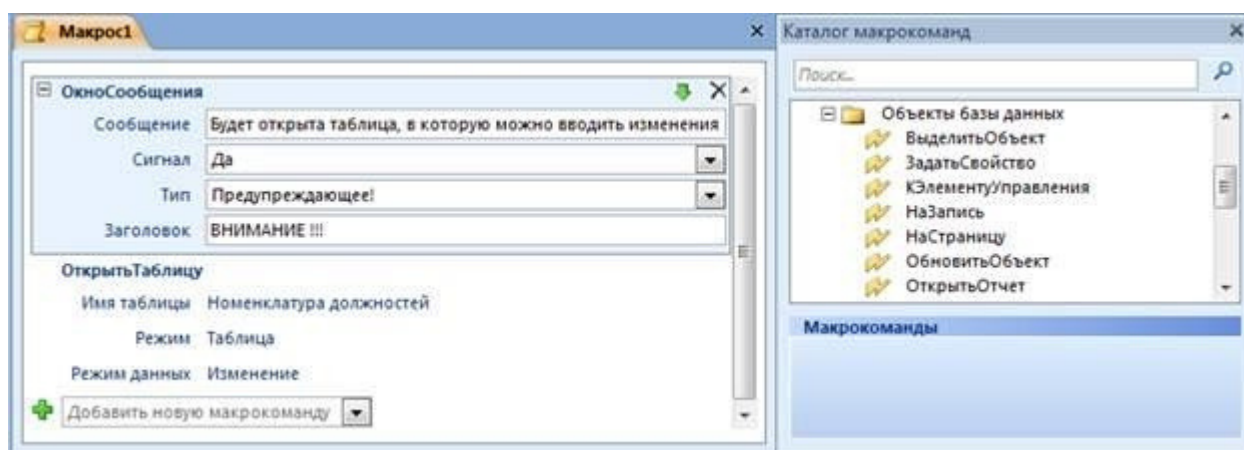 Макрос1
ОкноСообщения
Сообщение Будет открыта таблица, в которую можно вводить изменения
Сигнал Да
Тип Предупреждающее!
Заголовок ВНИМАНИЕ !!!
ОткрытьТаблицу
Имя таблицы Номенклатура должностей
Режим Таблица
Режим данных Изменение
Добавить новую макрокоманду
Каталог макрокоманд
Поиск...
Объекты базы данных
ВыделитьОбъект
ЗадатьСвойство
КЭлементуУправления
НаЗапись
НаСтраницу
ОбновитьОбъект
ОткрытьОтчет
Макрокоманды